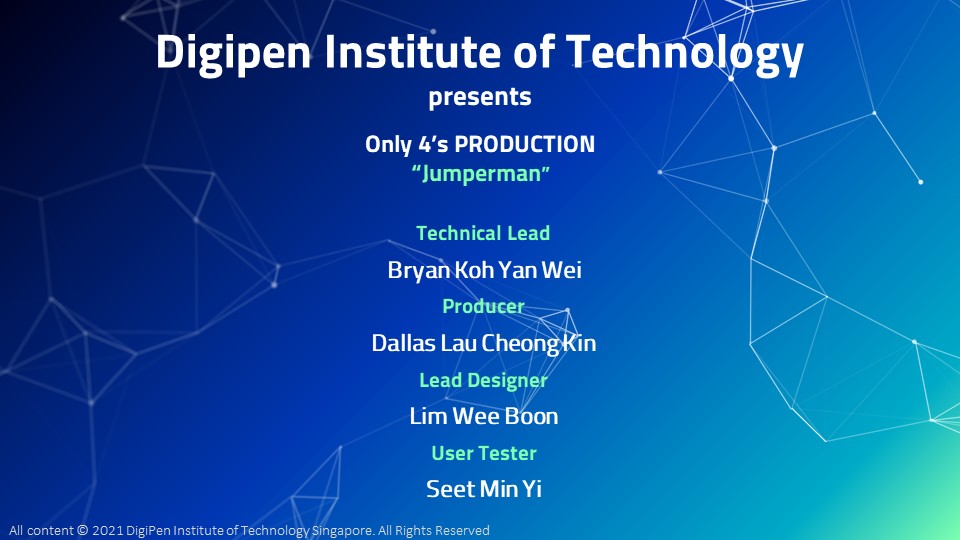 Digipen Institute of Technology
presents
Only 4’s PRODUCTION
“Jumperman”
Technical Lead
Bryan Koh Yan Wei
Producer
Dallas Lau Cheong Kin
Lead Designer
Lim Wee Boon
User Tester
Seet Min Yi
All content © 2021 DigiPen Institute of Technology Singapore. All Rights Reserved